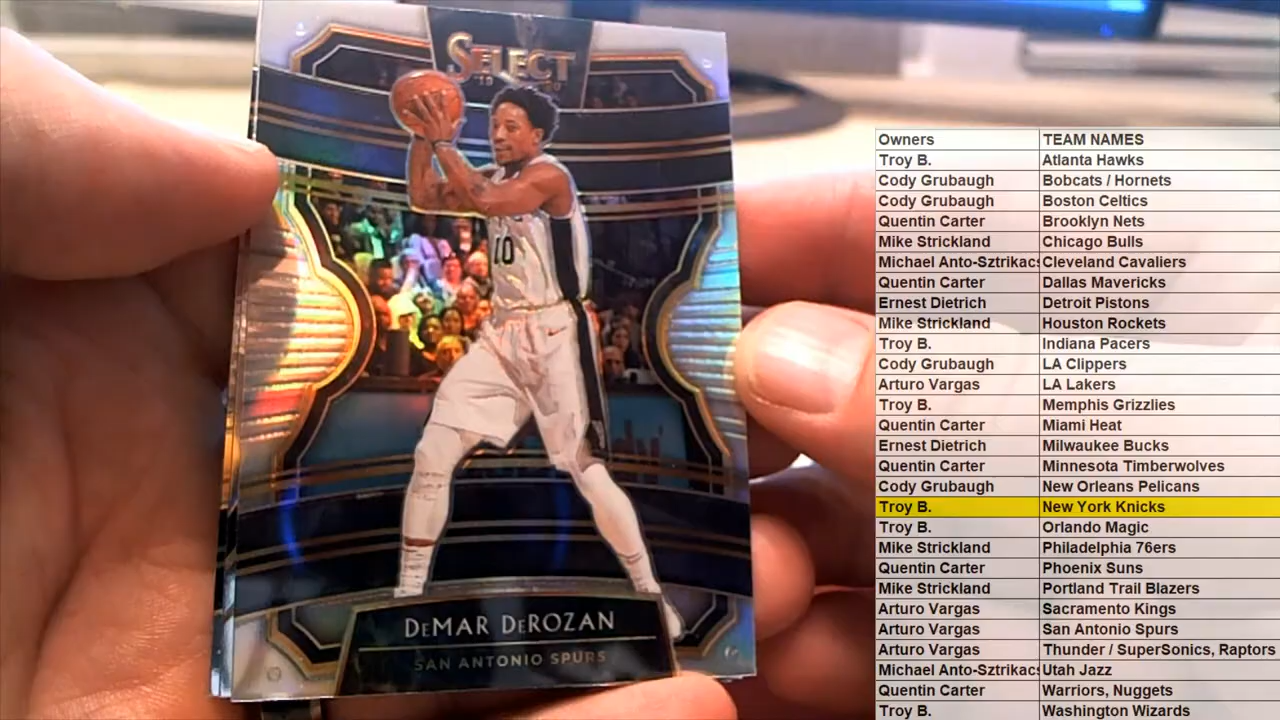 SELECT
19 20
10
DeMAR DeROZAN
SAN ANTONIO SPURS
Owners TEAM NAMES
Troy B. Atlanta Hawks
Cody Grubaugh Bobcats / Hornets
Cody Grubaugh Boston Celtics
Quentin Carter Brooklyn Nets
Mike Strickland Chicago Bulls
Michael Anto-Sztrikacs Cleveland Cavaliers
Quentin Carter Dallas Mavericks
Ernest Dietrich Detroit Pistons
Mike Strickland Houston Rockets
Troy B. Indiana Pacers
Cody Grubaugh LA Clippers
Arturo Vargas LA Lakers
Troy B. Memphis Grizzlies
Quentin Carter Miami Heat
Ernest Dietrich Milwaukee Bucks
Quentin Carter Minnesota Timberwolves
Cody Grubaugh New Orleans Pelicans
Troy B. New York Knicks
Troy B. Orlando Magic
Mike Strickland Philadelphia 76ers
Quentin Carter Phoenix Suns
Mike Strickland Portland Trail Blazers
Arturo Vargas Sacramento Kings
Arturo Vargas San Antonio Spurs
Arturo Vargas Thunder / SuperSonics, Raptors
Michael Anto-Sztrikacs Utah Jazz
Quentin Carter Warriors, Nuggets
Troy B. Washington Wizards